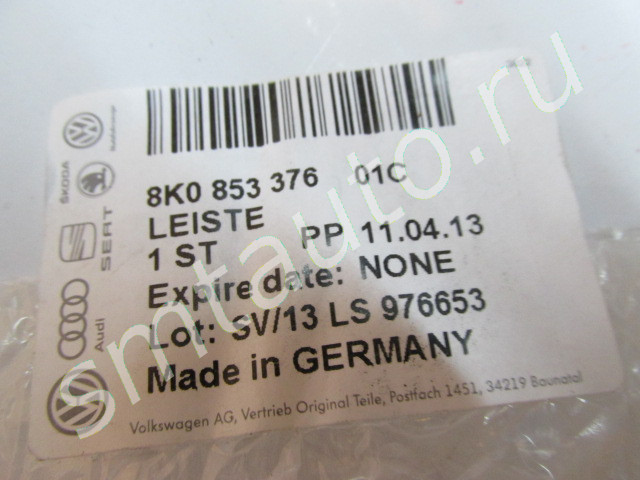 8K0 853 376 01C
LEISTE
1 ST PP 11.04.13
Expire date: NONE
Lot: SV/13 LS 976653
Made in GERMANY
Volkswagen AG, Vertrieb Original Teile, Postfach 1451, 34219 Baunatal
Audi
SEAT
ŠKODA
smtauto.ru